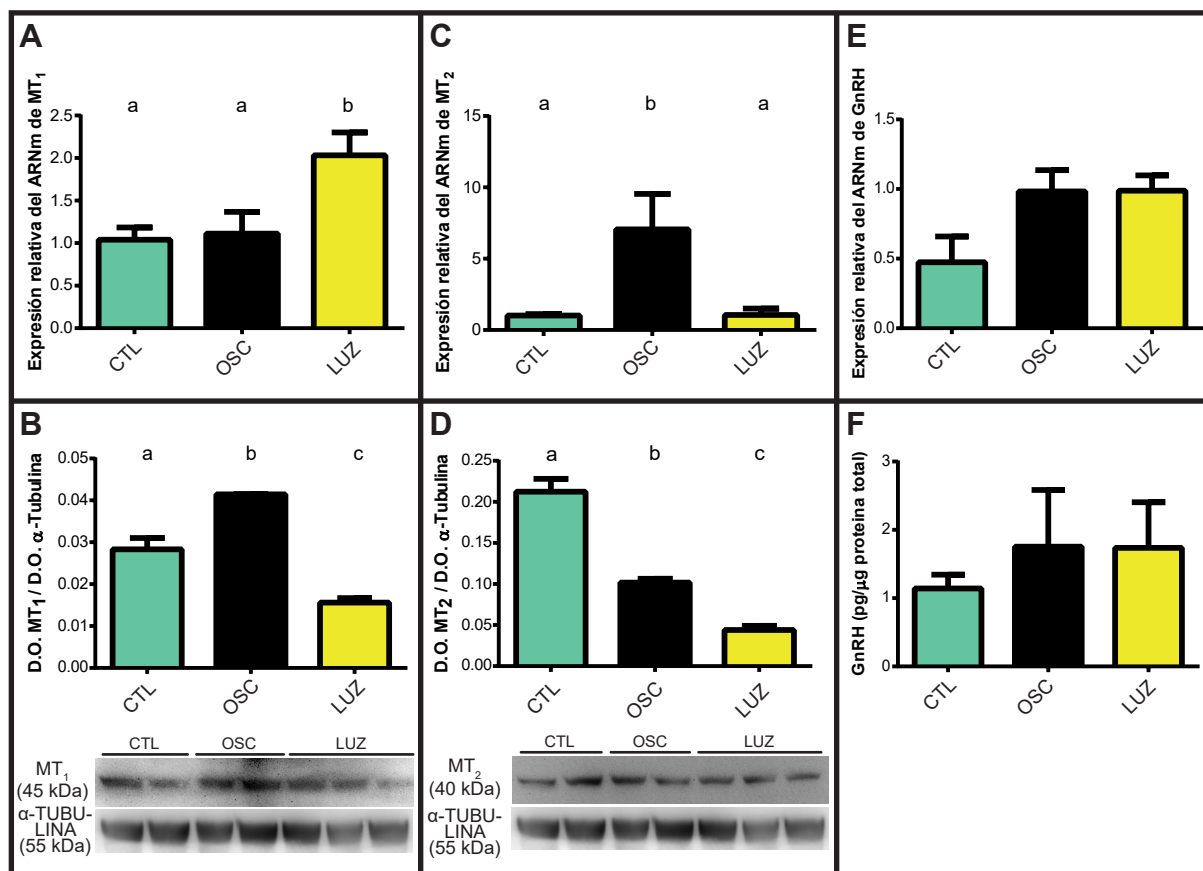 A
Expresión relativa del ARNm de MT1
a a b
2.5
2.0
1.5
1.0
0.5
0.0
CTL OSC LUZ
B
D.O. MT1 / D.O. α-Tubulina
a b c
0.05
0.04
0.03
0.02
0.01
0.00
CTL OSC LUZ
CTL OSC LUZ
MT1
(45 kDa)
α-TUBU-
LINA
(55 kDa)
C
Expresión relativa del ARNm de MT2
a b a
15
10
5
0
CTL OSC LUZ
D
D.O. MT2 / D.O. α-Tubulina
a b c
0.25
0.20
0.15
0.10
0.05
0.00
CTL OSC LUZ
CTL OSC LUZ
MT2
(40 kDa)
α-TUBU-
LINA
(55 kDa)
E
Expresión relativa del ARNm de GnRH
1.5
1.0
0.5
0.0
CTL OSC LUZ
F
GnRH (pg/µg proteina total)
3
2
1
0
CTL OSC LUZ